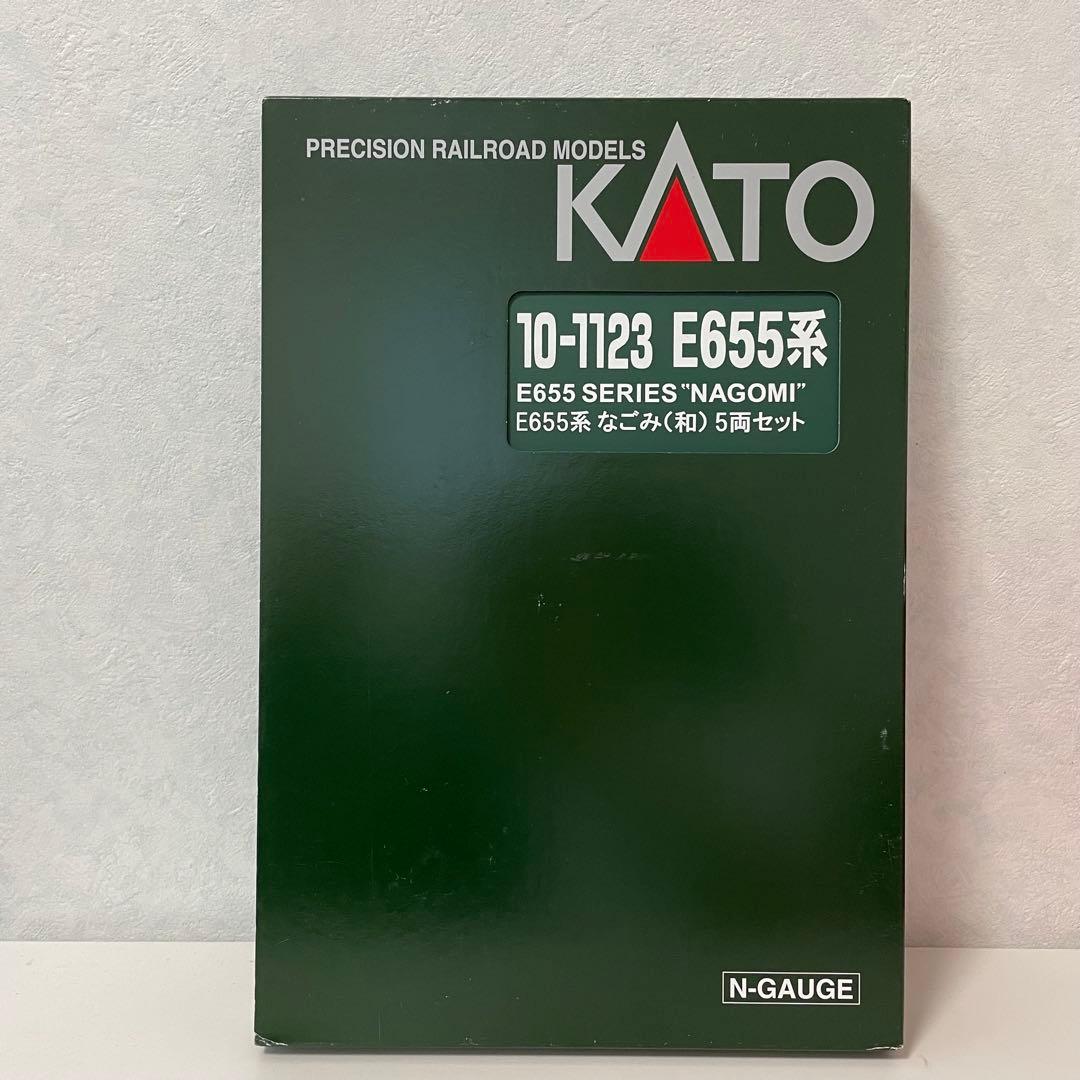 PRECISION RAILROAD MODELS
KATO
10-1123 E655系
E655 SERIES “NAGOMI”
E655系 なごみ(和) 5両セット
N-GAUGE